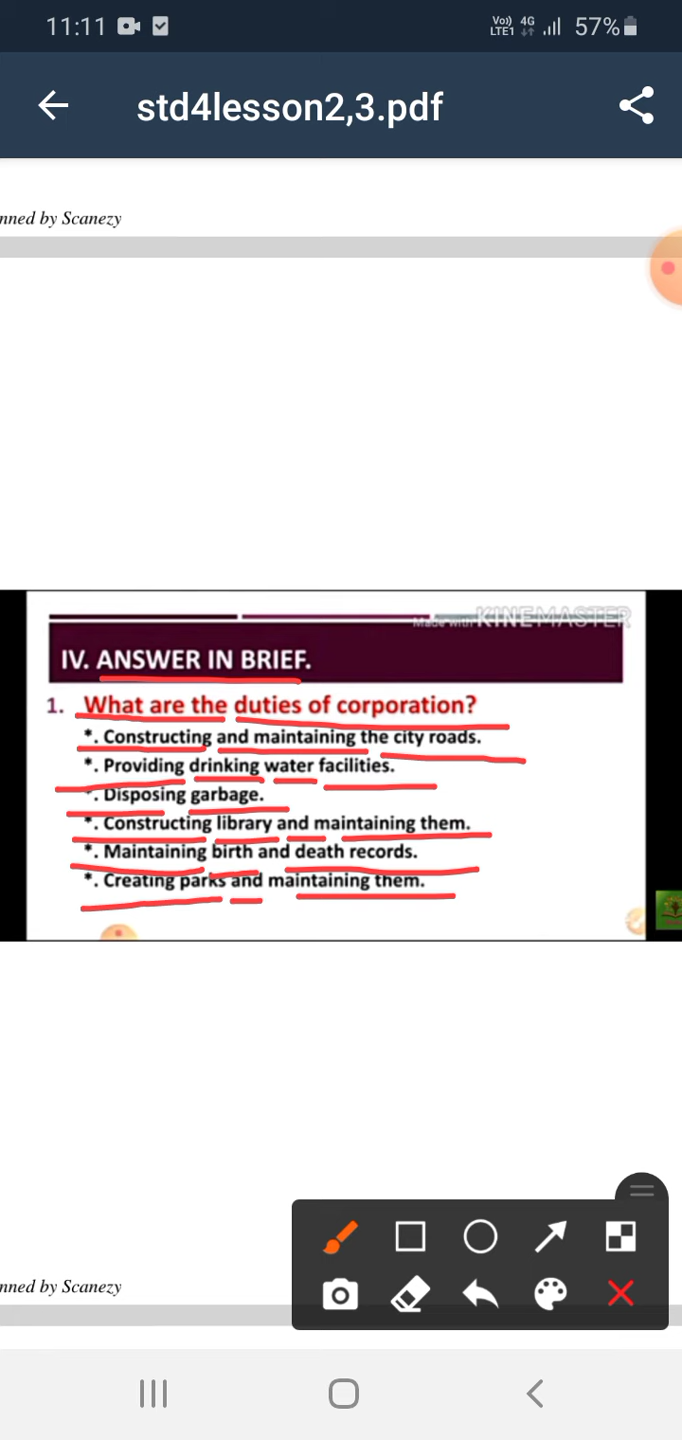 11:11
Vo)) 4G
LTE1
57%
std4lesson2,3.pdf
by Scanezy
Made with KINEMASTER
IV. ANSWER IN BRIEF.
1. What are the duties of corporation?
*. Constructing and maintaining the city roads.
*. Providing drinking water facilities.
*. Disposing garbage.
*. Constructing library and maintaining them.
*. Maintaining birth and death records.
*. Creating parks and maintaining them.
by Scanezy